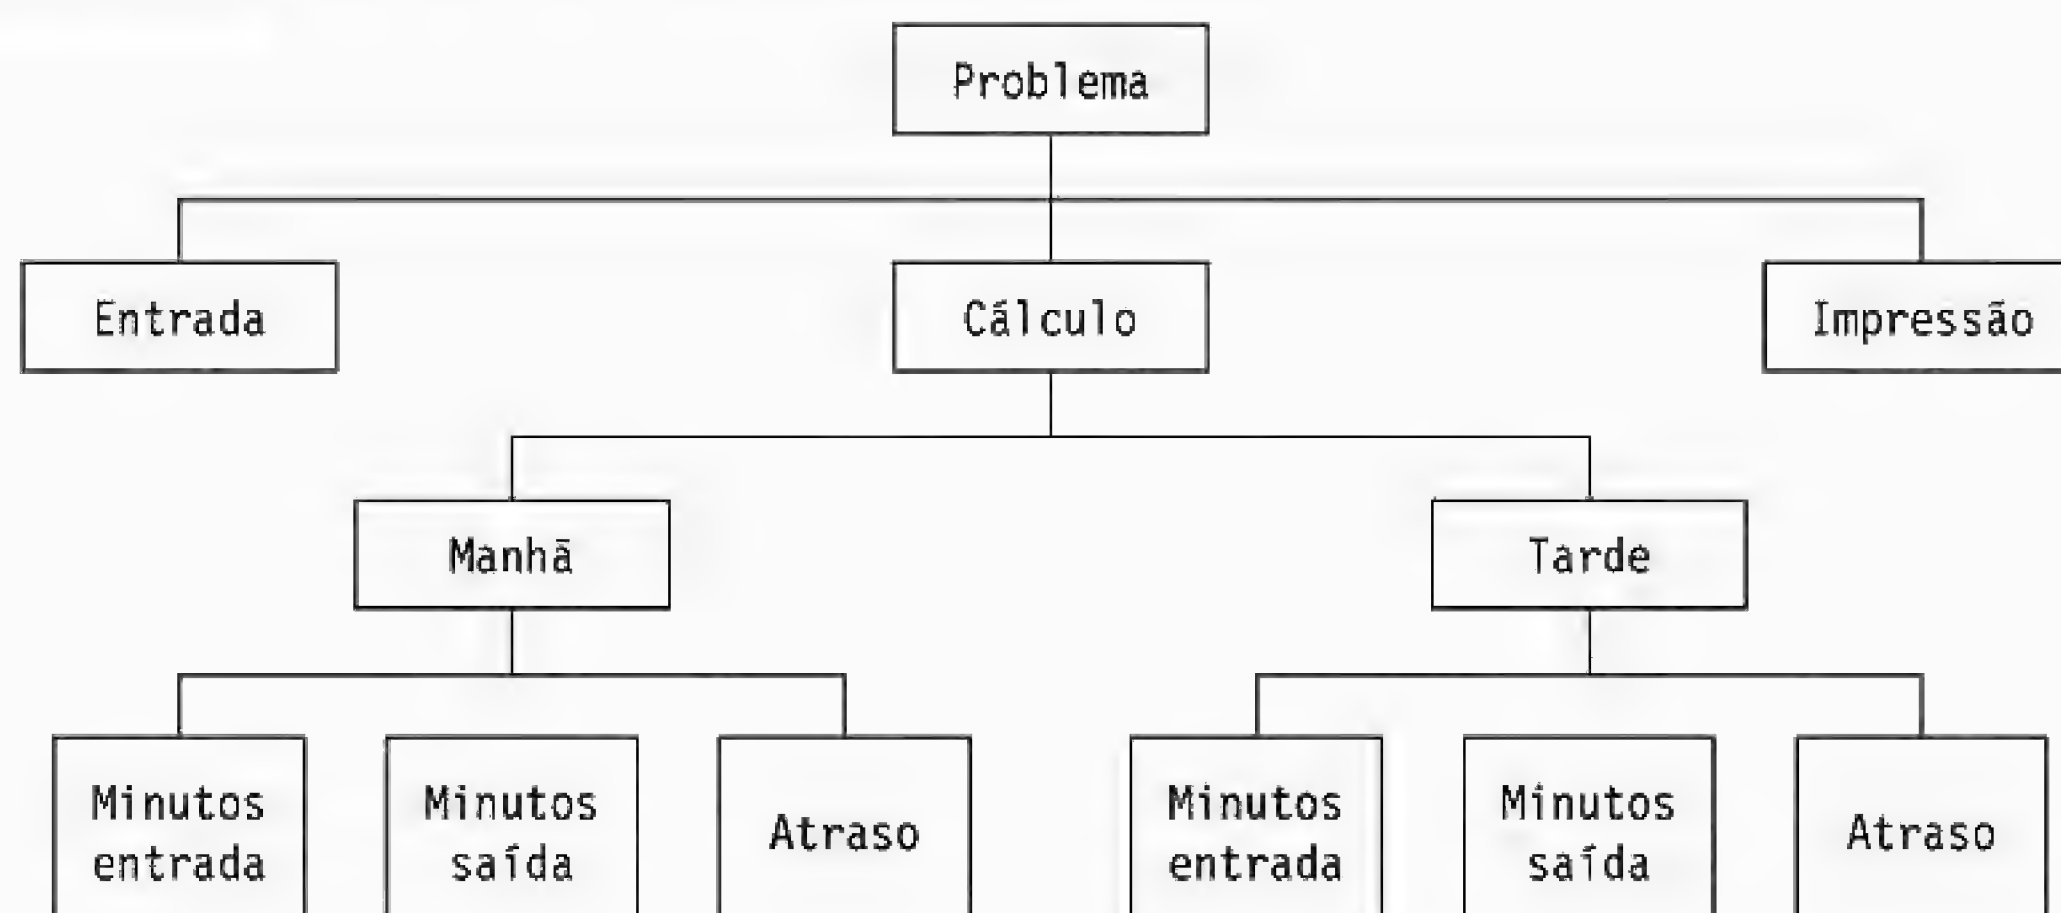 Problema
Entrada
Cálculo
Impressão
Manhã
Tarde
Minutos
entrada
Minutos
saída
Atraso
Minutos
entrada
Minutos
saída
Atraso